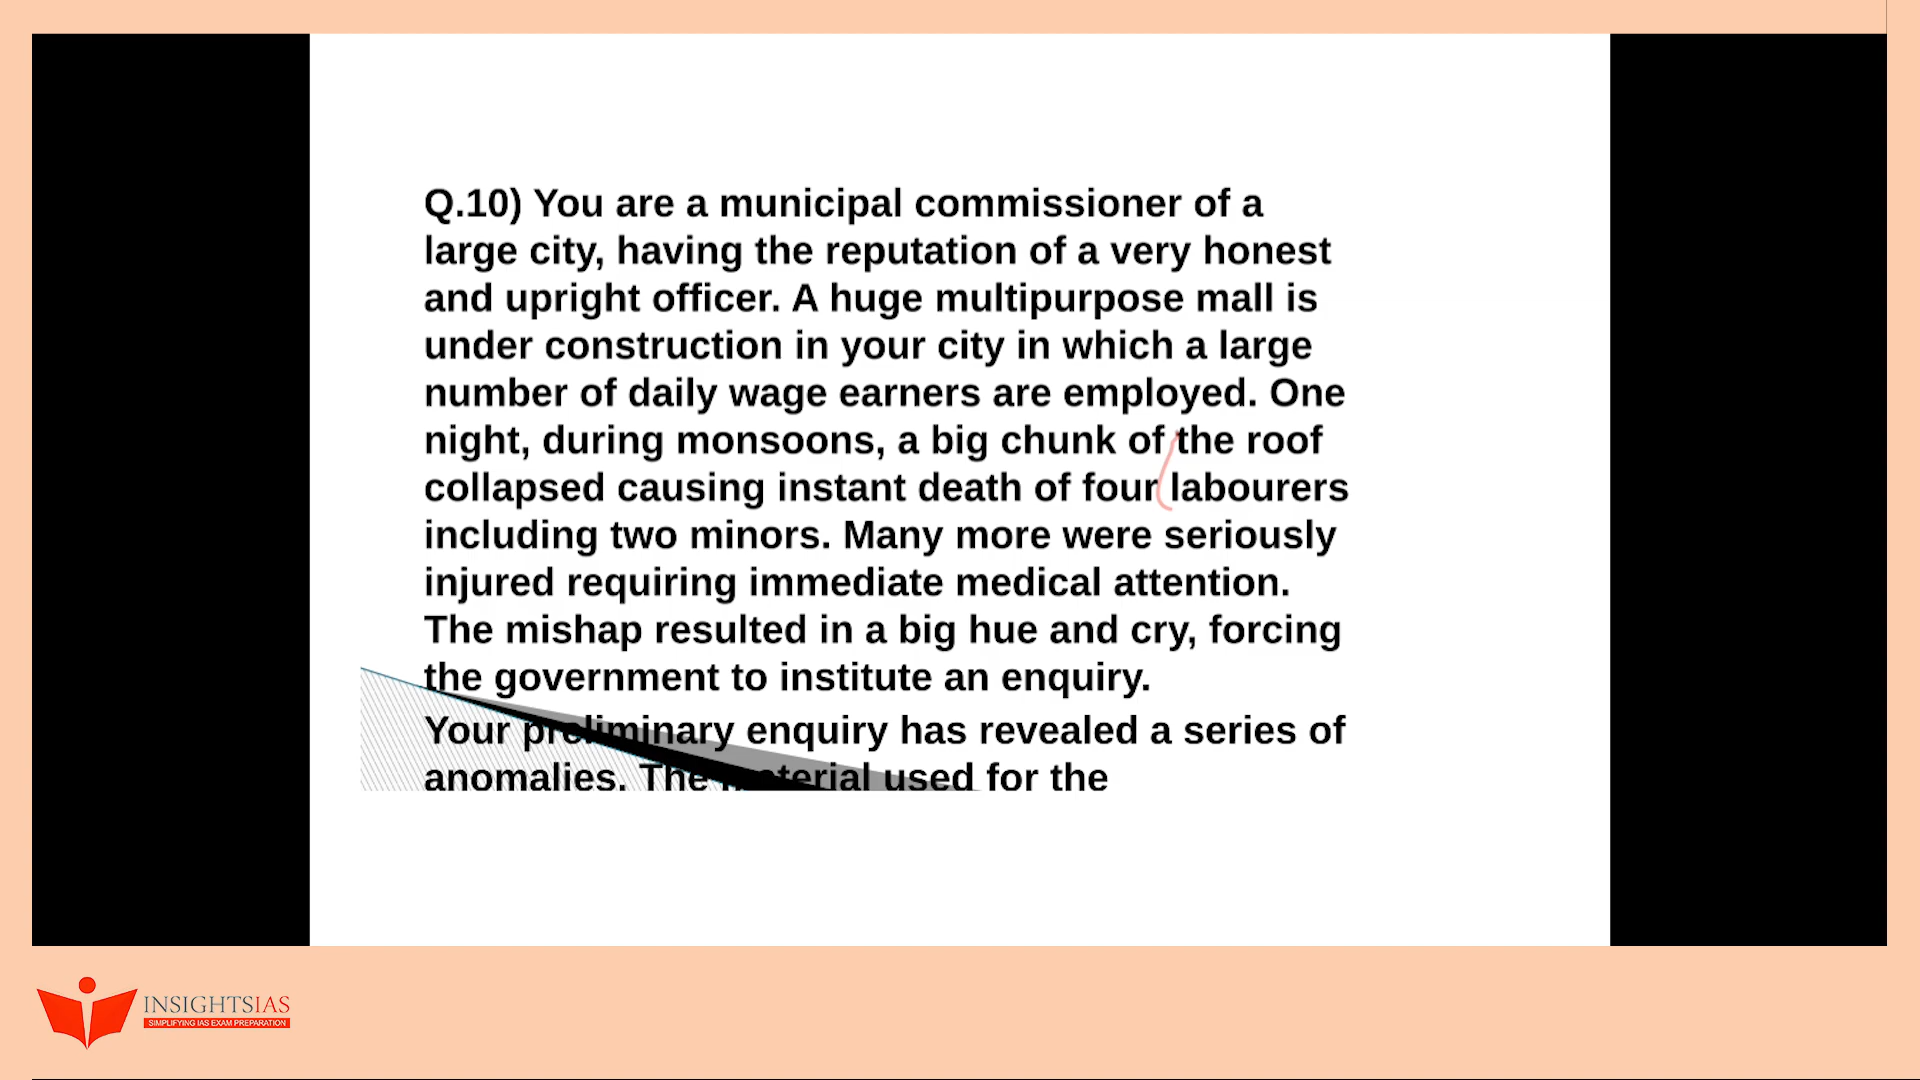 Q.10) You are a municipal commissioner of a
large city, having the reputation of a very honest
and upright officer. A huge multipurpose mall is
under construction in your city in which a large
number of daily wage earners are employed. One
night, during monsoons, a big chunk of the roof
collapsed causing instant death of four labourers
including two minors. Many more were seriously
injured requiring immediate medical attention.
The mishap resulted in a big hue and cry, forcing
the government to institute an enquiry.
Your preliminary enquiry has revealed a series of
anomalies. The material used for the
INSIGHTSIAS
SIMPLIFYING IAS EXAM PREPARATION